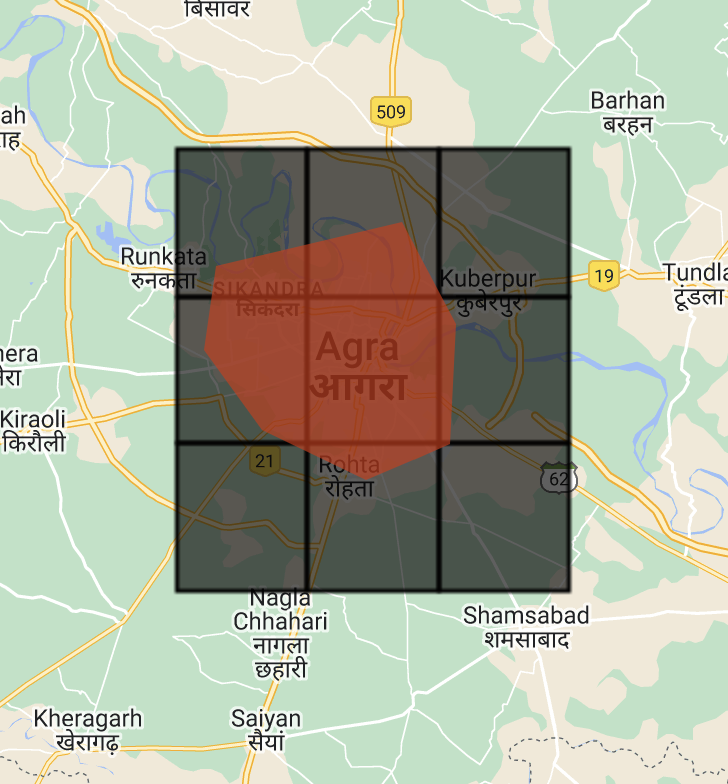 बिसावर
509
Barhan
बरहन
ah
ाह
Runkata
रुनकता
SIKANDRA
सिकंदरा
Kuberpur
कुबेरपुर
19
Tundla
टूंडला
Agra
आगरा
nera
नेरा
Kiraoli
किरौली
21
Rohta
रोहता
62
Nagla
Chhahari
नागला
छहारी
Shamsabad
शमसाबाद
Kheragarh
खेरागढ़
Saiyan
सैयां